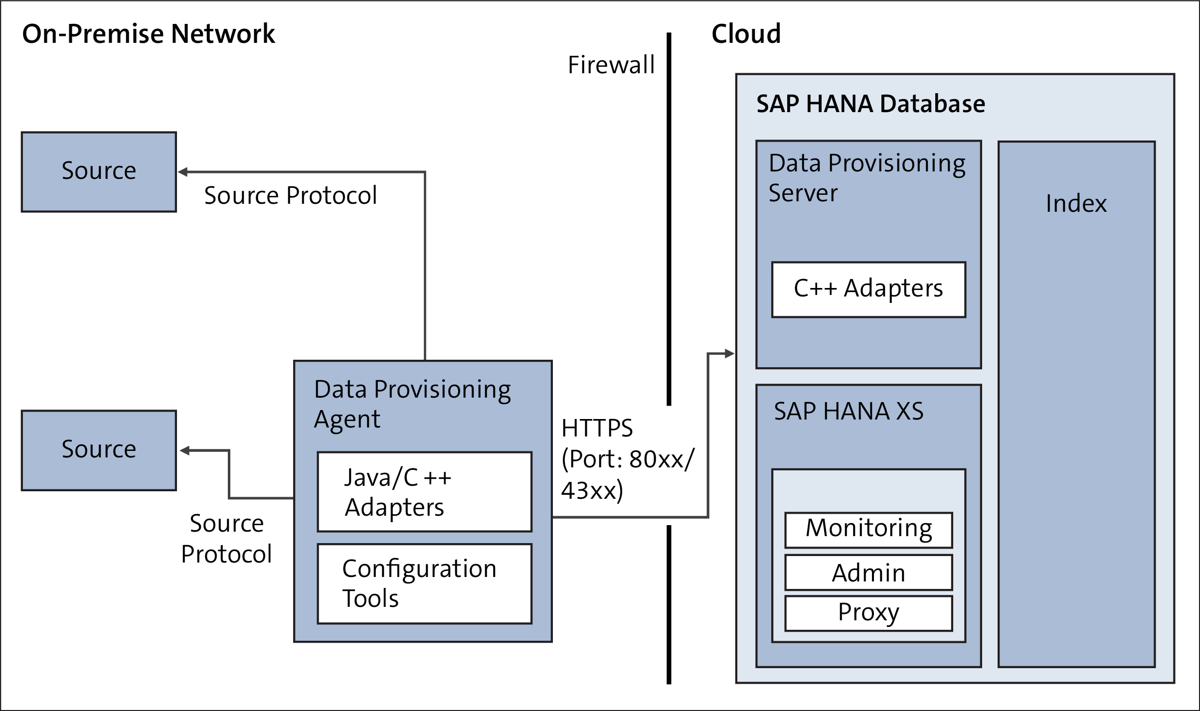 On-Premise Network
Source
Source Protocol
Source
Source
Protocol
Data Provisioning
Agent
Java/C ++
Adapters
Configuration
Tools
Firewall
HTTPS
(Port: 80xx/
43xx)
Cloud
SAP HANA Database
Data Provisioning
Server
C++ Adapters
SAP HANA XS
Monitoring
Admin
Proxy
Index